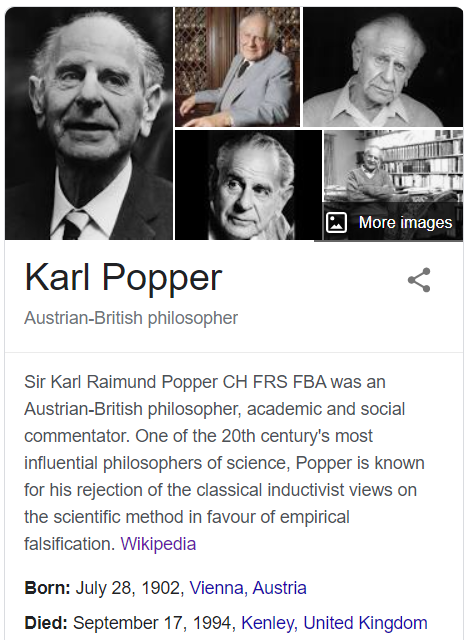 More images
Karl Popper
Austrian-British philosopher
Sir Karl Raimund Popper CH FRS FBA was an
Austrian-British philosopher, academic and social
commentator. One of the 20th century's most
influential philosophers of science, Popper is known
for his rejection of the classical inductivist views on
the scientific method in favour of empirical
falsification. Wikipedia
Born: July 28, 1902, Vienna, Austria
Died: September 17, 1994, Kenley, United Kingdom